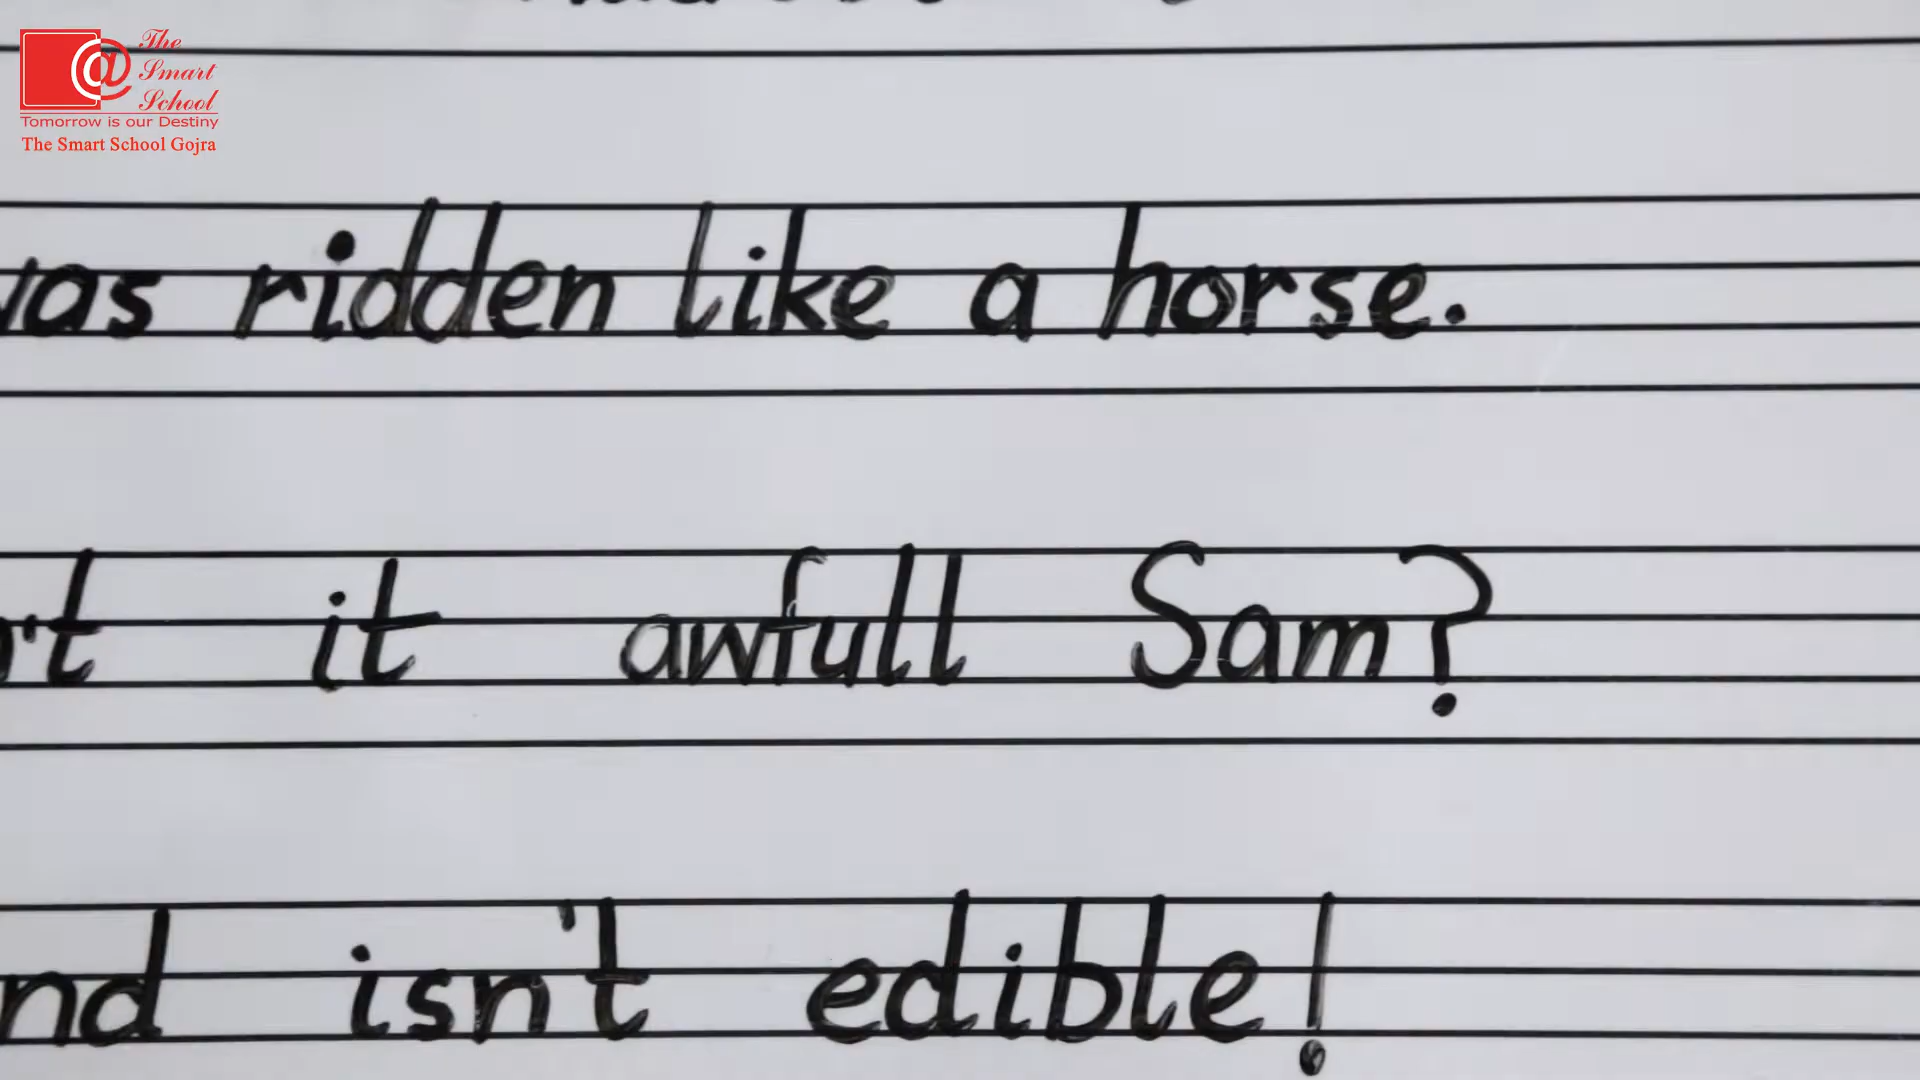 The
Smart
School
Tomorrow is our Destiny
The Smart School Gojra
was ridden like a horse.
it awfull Sam?
isn't edible!